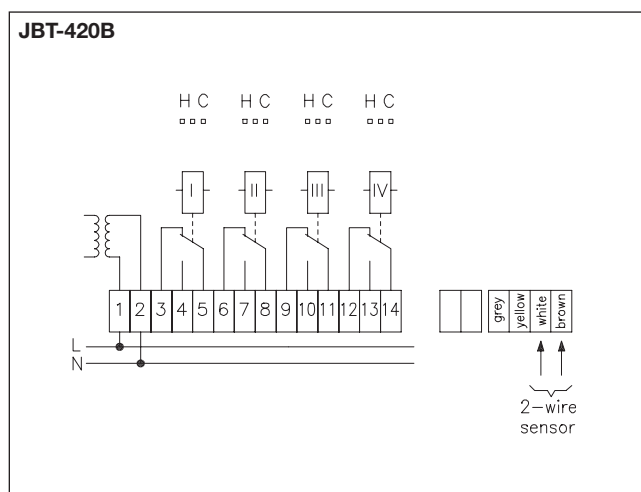 JBT-420B
H C H C H C H C
I II III IV
1 2 3 4 5 6 7 8 9 10 11 12 13 14
grey yellow white brown
L
N
2-wire
sensor